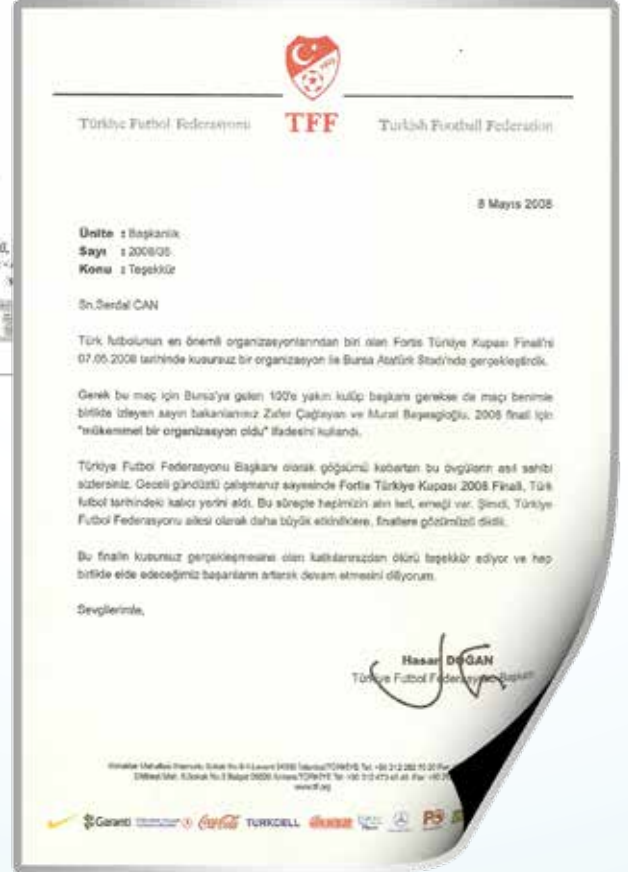 TFF
Türkiye Futbol Federasyonu
Turkish Football Federation
8 Mayıs 2008
Ünite : Başkanlık
Sayı : 2008/35
Konu : Teşekkür
Sn.Serdal CAN
Türk futbolunun en önemli organizasyonlarından biri olan Fortis Türkiye Kupası Finali'ni
07.05.2008 tarihinde kusursuz bir organizasyon ile Bursa Atatürk Stadı'nda gerçekleştirdik.
Gerek bu maç için Bursa'ya gelen 100'e yakın kulüp başkanı gerekse de maçı benimle
birlikte izleyen sayın bakanlarımız Zafer Çağlayan ve Murat Başesgioğlu, 2008 finali için
"mükemmel bir organizasyon oldu" ifadesini kullandı.
Türkiye Futbol Federasyonu Başkanı olarak göğsümü kabartan bu övgülerin asıl sahibi
sizlersiniz. Geceli gündüzlü çalışmanız sayesinde Fortis Türkiye Kupası 2008 Finali, Türk
futbol tarihindeki kalıcı yerini aldı. Bu süreçte hepimizin alın teri, emeği var. Şimdi, Türkiye
Futbol Federasyonu ailesi olarak daha büyük etkinliklere, finallere gözümüzü diktik.
Bu finalin kusursuz gerçekleşmesine olan katkılarınızdan ötürü teşekkür ediyor ve hep
birlikte elde edeceğimiz başarıların artarak devam etmesini diliyorum.
Sevgilerimle,
Hasan DOĞAN
Türkiye Futbol Federasyonu Başkanı
www.tff.org
Garanti Coca-Cola TURKCELL